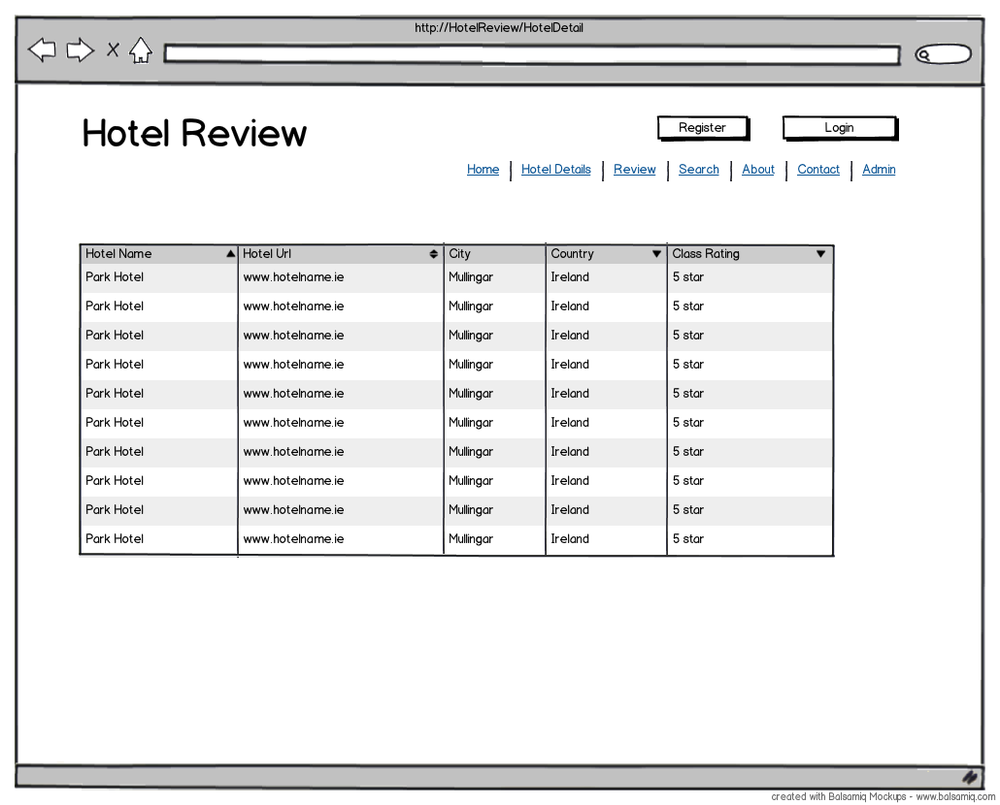 http://HotelReview/HotelDetail
Hotel Review
Register Login
Home Hotel Details Review Search About Contact Admin
Hotel Name Hotel Url City Country Class Rating
Park Hotel www.hotelname.ie Mullingar Ireland 5 star
Park Hotel www.hotelname.ie Mullingar Ireland 5 star
Park Hotel www.hotelname.ie Mullingar Ireland 5 star
Park Hotel www.hotelname.ie Mullingar Ireland 5 star
Park Hotel www.hotelname.ie Mullingar Ireland 5 star
Park Hotel www.hotelname.ie Mullingar Ireland 5 star
Park Hotel www.hotelname.ie Mullingar Ireland 5 star
Park Hotel www.hotelname.ie Mullingar Ireland 5 star
Park Hotel www.hotelname.ie Mullingar Ireland 5 star
Park Hotel www.hotelname.ie Mullingar Ireland 5 star
created with Balsamiq Mockups - www.balsamiq.com